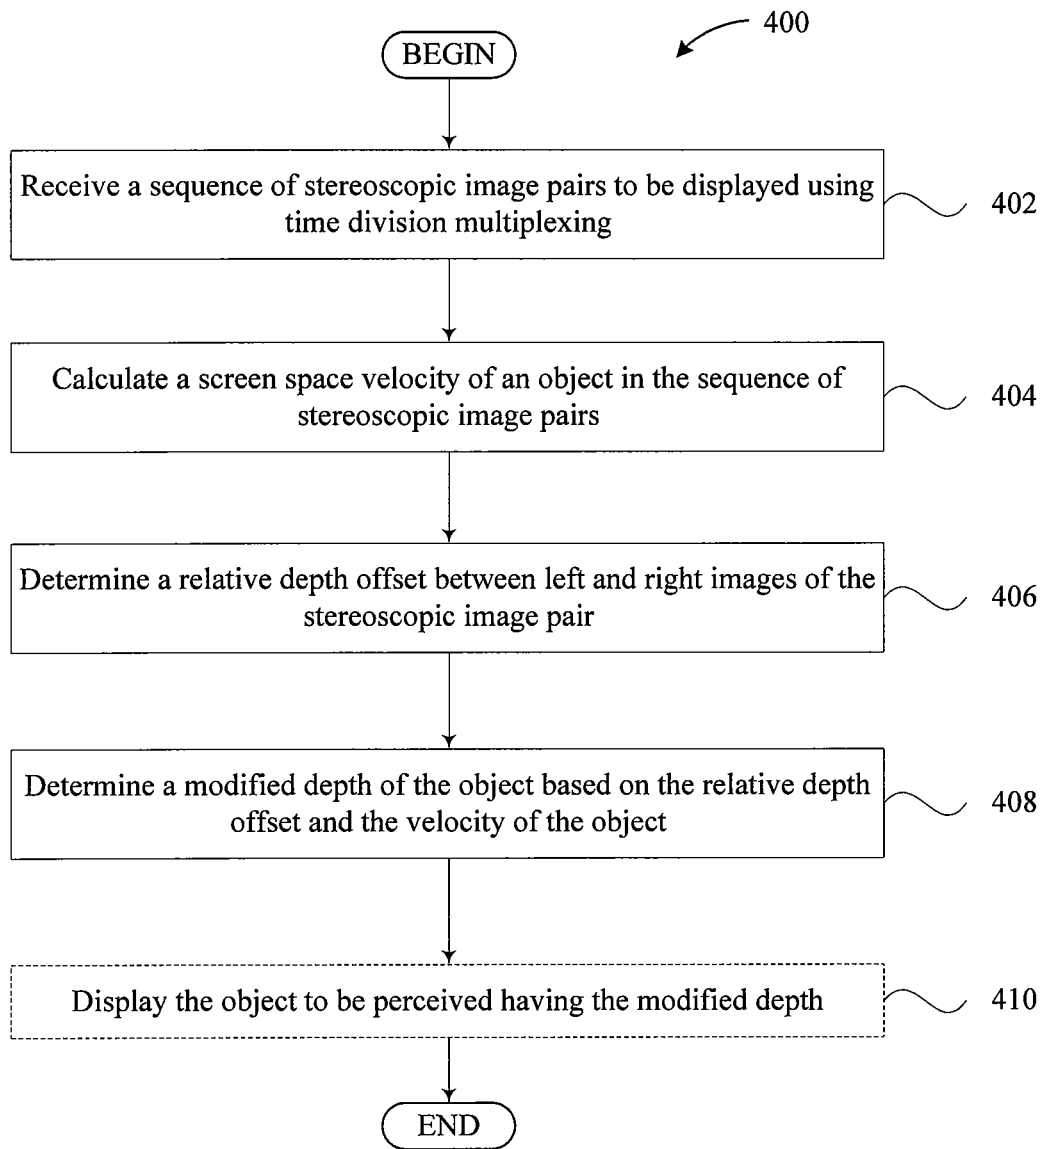 400
BEGIN
Receive a sequence of stereoscopic image pairs to be displayed using
time division multiplexing
402
Calculate a screen space velocity of an object in the sequence of
stereoscopic image pairs
404
Determine a relative depth offset between left and right images of the
stereoscopic image pair
406
Determine a modified depth of the object based on the relative depth
offset and the velocity of the object
408
Display the object to be perceived having the modified depth
410
END